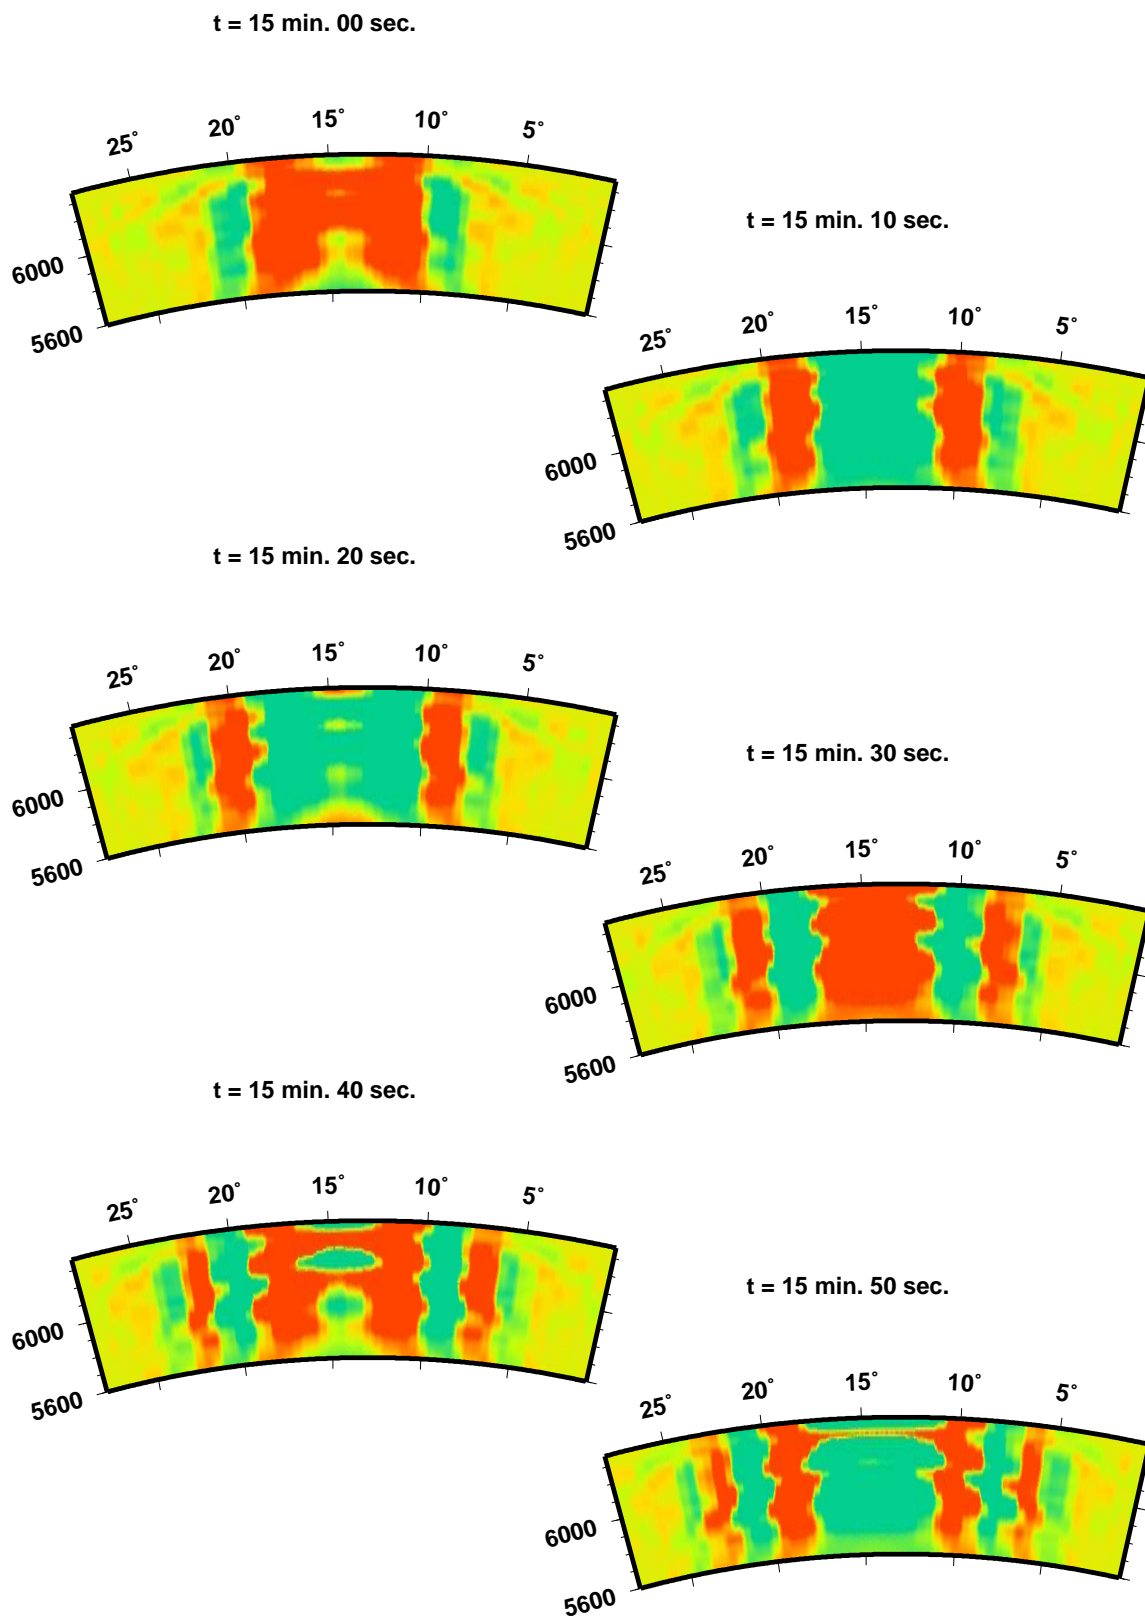 t = 15 min. 00 sec.
25° 20° 15° 10° 5°
6000
5600
t = 15 min. 10 sec.
25° 20° 15° 10° 5°
6000
5600
t = 15 min. 20 sec.
25° 20° 15° 10° 5°
6000
5600
t = 15 min. 30 sec.
25° 20° 15° 10° 5°
6000
5600
t = 15 min. 40 sec.
25° 20° 15° 10° 5°
6000
5600
t = 15 min. 50 sec.
25° 20° 15° 10° 5°
6000
5600